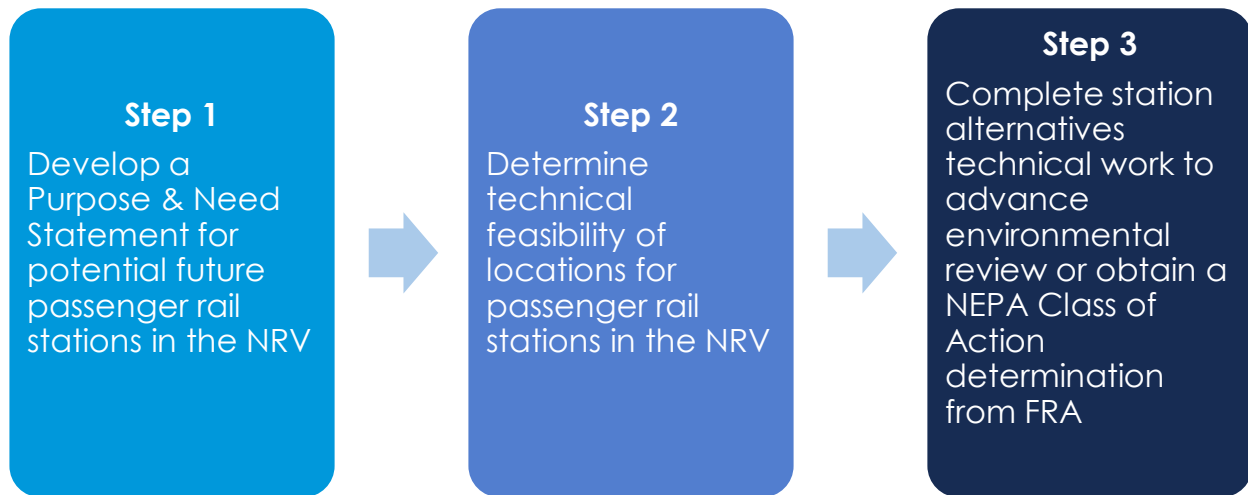 Step 1
Develop a
Purpose & Need
Statement for
potential future
passenger rail
stations in the NRV
Step 2
Determine
technical
feasibility of
locations for
passenger rail
stations in the NRV
Step 3
Complete station
alternatives
technical work to
advance
environmental
review or obtain a
NEPA Class of
Action
determination
from FRA